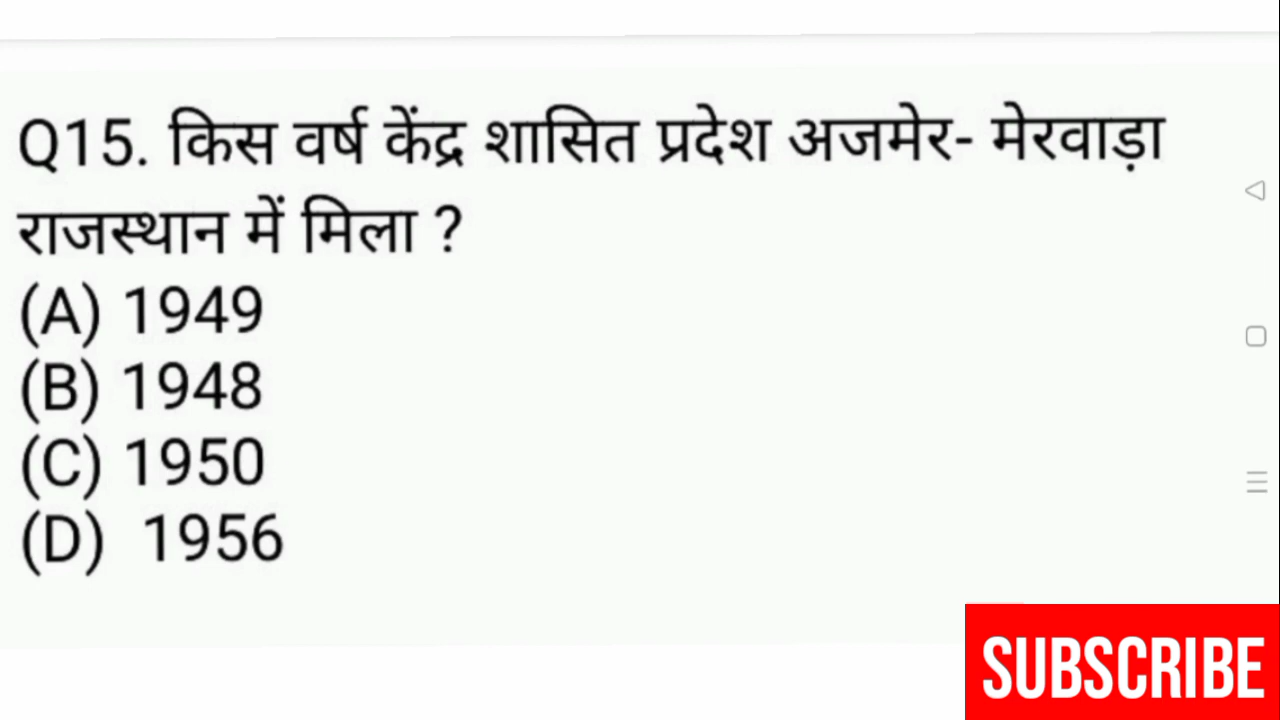 Q15. किस वर्ष केंद्र शासित प्रदेश अजमेर- मेरवाड़ा
राजस्थान में मिला ?
(A) 1949
(B) 1948
(C) 1950
(D) 1956
SUBSCRIBE